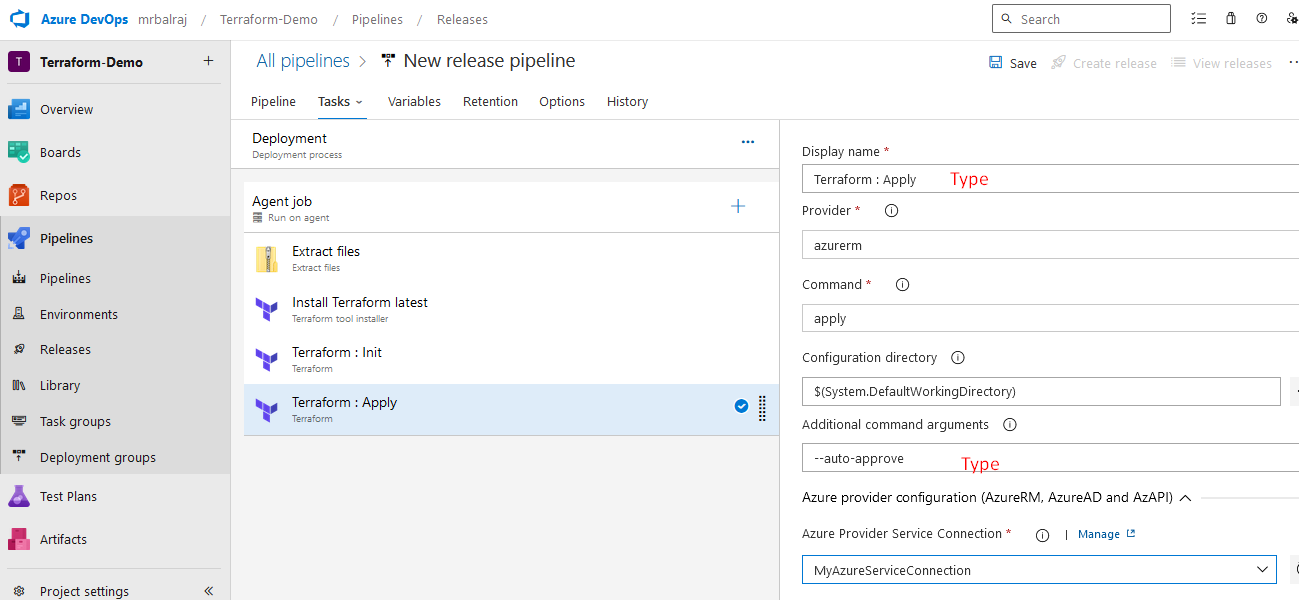 Azure DevOps mrbalraj / Terraform-Demo / Pipelines / Releases Search
T Terraform-Demo +
Overview
Boards
Repos
Pipelines
Pipelines
Environments
Releases
Library
Task groups
Deployment groups
Test Plans
Artifacts
Project settings «
All pipelines > New release pipeline
Save Create release View releases ...
Pipeline Tasks Variables Retention Options History
Deployment
Deployment process
...
Agent job
Run on agent
+
Extract files
Extract files
Install Terraform latest
Terraform tool installer
Terraform : Init
Terraform
Terraform : Apply
Terraform
Display name *
Terraform : Apply Type
Provider *
azurerm
Command *
apply
Configuration directory
$(System.DefaultWorkingDirectory)
Additional command arguments
--auto-approve Type
Azure provider configuration (AzureRM, AzureAD and AzAPI)
Azure Provider Service Connection * | Manage
MyAzureServiceConnection